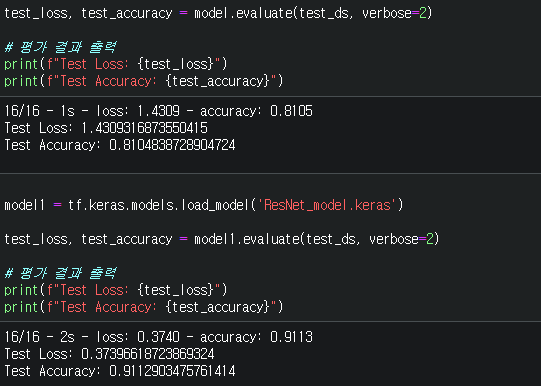 test_loss, test_accuracy = model.evaluate(test_ds, verbose=2)
# 평가 결과 출력
print(f"Test Loss: {test_loss}")
print(f"Test Accuracy: {test_accuracy}")
16/16 - 1s - loss: 1.4309 - accuracy: 0.8105
Test Loss: 1.4309316873550415
Test Accuracy: 0.8104838728904724
model1 = tf.keras.models.load_model('ResNet_model.keras')
test_loss, test_accuracy = model1.evaluate(test_ds, verbose=2)
# 평가 결과 출력
print(f"Test Loss: {test_loss}")
print(f"Test Accuracy: {test_accuracy}")
16/16 - 2s - loss: 0.3740 - accuracy: 0.9113
Test Loss: 0.37396618723869324
Test Accuracy: 0.9112903475761414